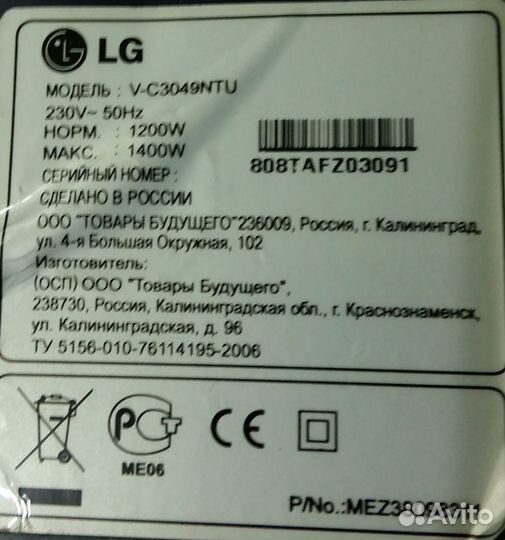 LG
МОДЕЛЬ : V-C3049NTU
230V~ 50Hz
НОРМ. : 1200W
МАКС. : 1400W
СЕРИЙНЫЙ НОМЕР :
808TAFZ03091
СДЕЛАНО В РОССИИ
ООО "ТОВАРЫ БУДУЩЕГО"236009, Россия, г. Калининград,
ул. 4-я Большая Окружная, 102
Изготовитель:
(ОСП) ООО "Товары Будущего",
238730, Россия, Калининградская обл., г. Краснознаменск,
ул. Калининградская, д. 96
ТУ 5156-010-76114195-2006
РСТ
CE
ME06
P/No.:
Avito